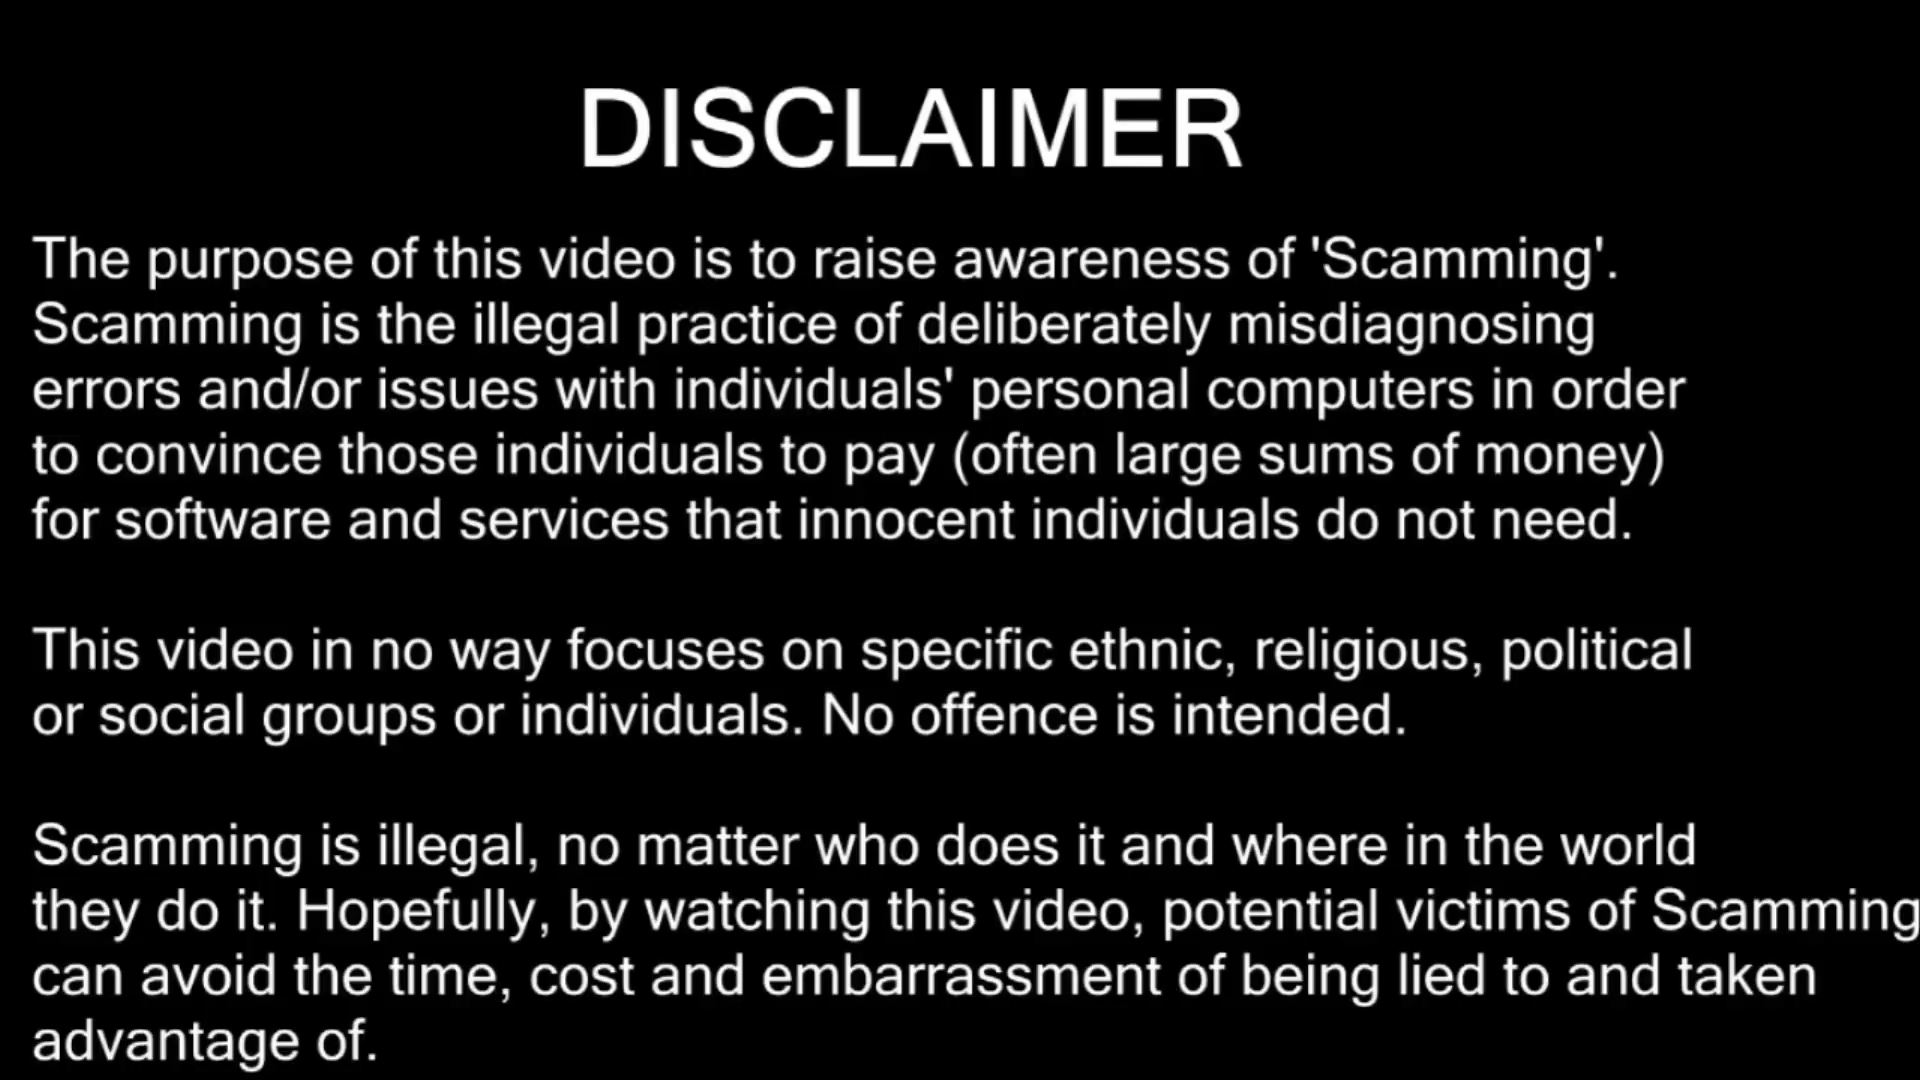 DISCLAIMER
The purpose of this video is to raise awareness of 'Scamming'.
Scamming is the illegal practice of deliberately misdiagnosing
errors and/or issues with individuals' personal computers in order
to convince those individuals to pay (often large sums of money)
for software and services that innocent individuals do not need.
This video in no way focuses on specific ethnic, religious, political
or social groups or individuals. No offence is intended.
Scamming is illegal, no matter who does it and where in the world
they do it. Hopefully, by watching this video, potential victims of Scamming
can avoid the time, cost and embarrassment of being lied to and taken
advantage of.